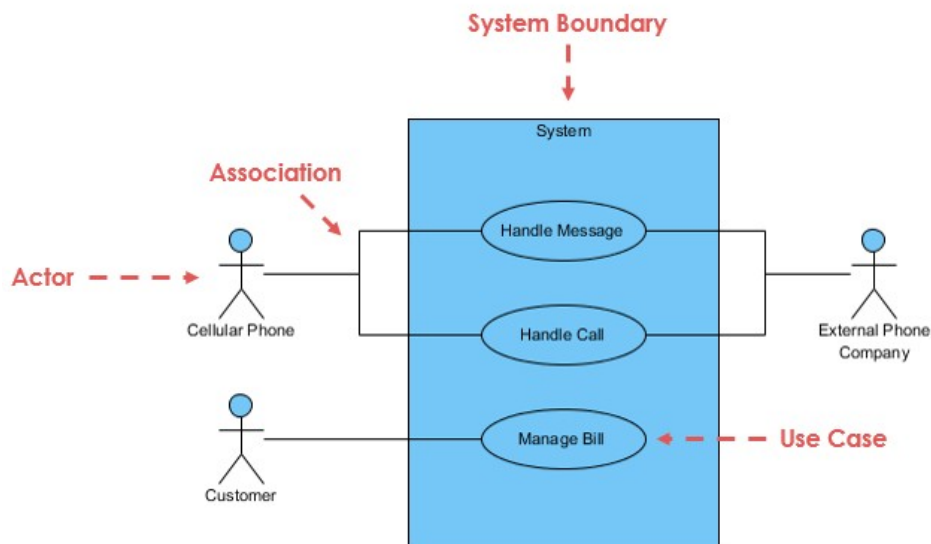 System Boundary
System
Association
Handle Message
Actor
Cellular Phone
Handle Call
External Phone
Company
Manage Bill
Use Case
Customer